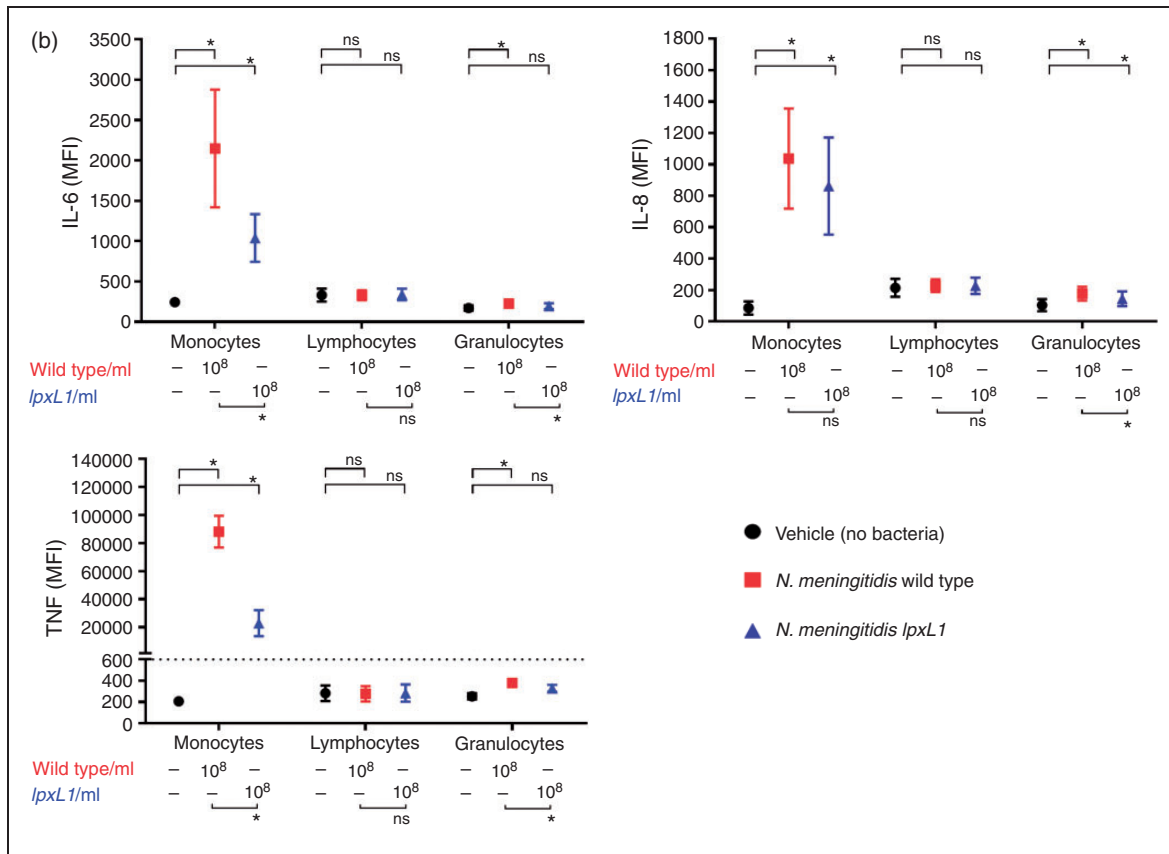 (b)
3500
3000
2500
2000
1500
1000
500
0
IL-6 (MFI)
* ns *
* ns ns
Monocytes Lymphocytes Granulocytes
Wild type/ml – 10⁸ – – 10⁸ – – 10⁸ –
lpxL1/ml – – 10⁸ – – 10⁸ – – 10⁸
* ns *
1800
1600
1400
1200
1000
800
600
400
200
0
IL-8 (MFI)
* ns *
* ns *
Monocytes Lymphocytes Granulocytes
Wild type/ml – 10⁸ – – 10⁸ – – 10⁸ –
lpxL1/ml – – 10⁸ – – 10⁸ – – 10⁸
ns ns *
140000
120000
100000
80000
60000
40000
20000
600
400
200
0
TNF (MFI)
* ns *
* ns ns
Monocytes Lymphocytes Granulocytes
Wild type/ml – 10⁸ – – 10⁸ – – 10⁸ –
lpxL1/ml – – 10⁸ – – 10⁸ – – 10⁸
* ns *
Vehicle (no bacteria)
N. meningitidis wild type
N. meningitidis lpxL1